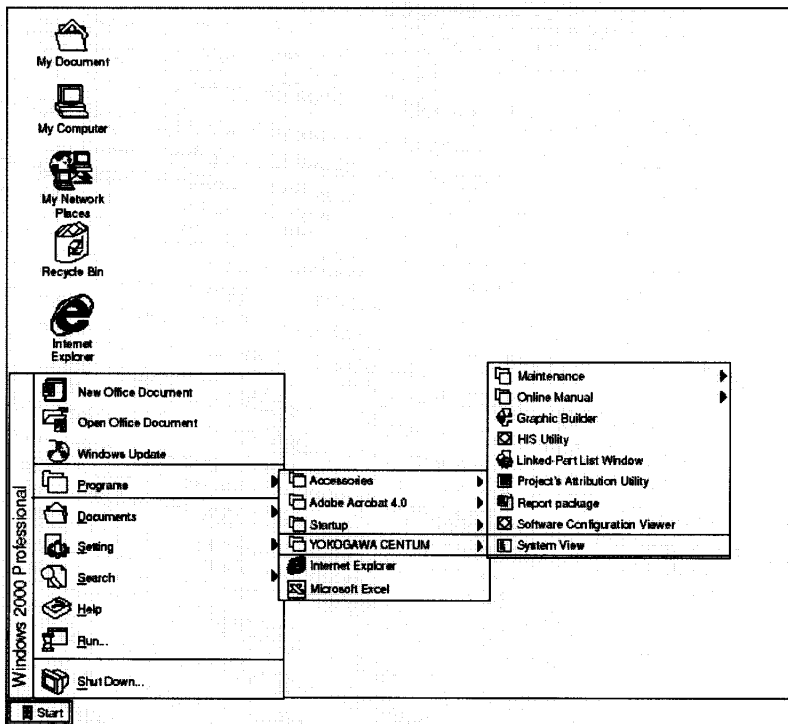 My Document
My Computer
My Network
Places
Recycle Bin
Internet
Explorer
Windows 2000 Professional
New Office Document
Open Office Document
Windows Update
Programs
Documents
Setting
Search
Help
Run...
Shut Down...
Accessories
Adobe Acrobat 4.0
Startup
YOKOGAWA CENTUM
Internet Explorer
Microsoft Excel
Maintenance
Online Manual
Graphic Builder
HIS Utility
Linked-Part List Window
Project's Attribution Utility
Report package
Software Configuration Viewer
System View
Start